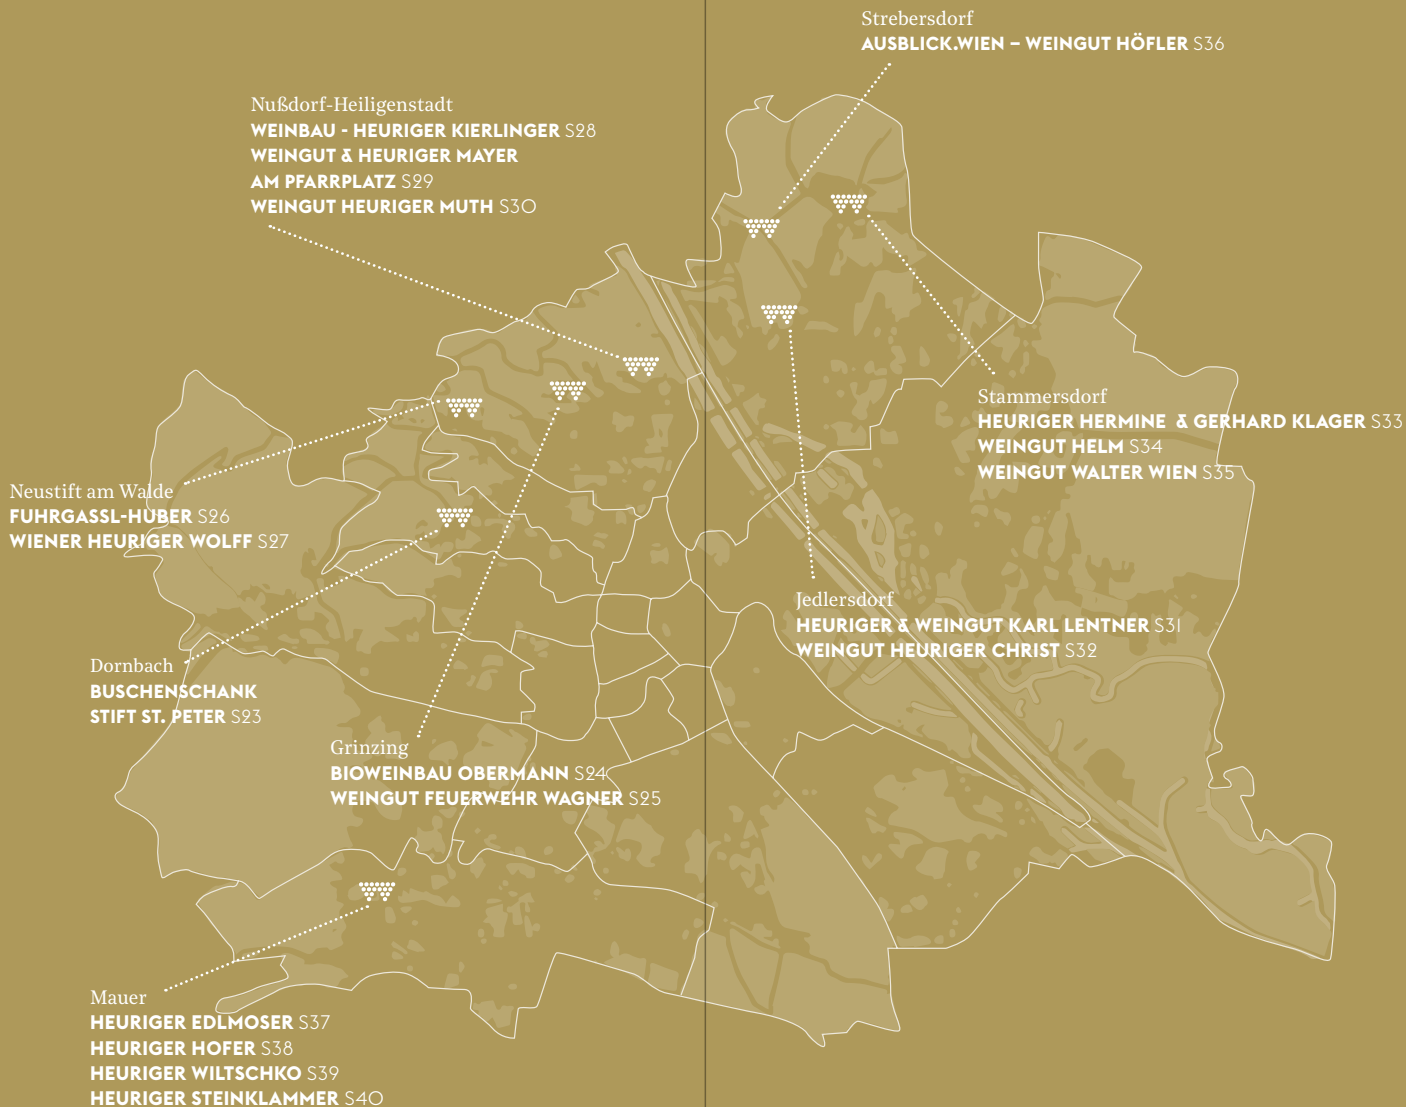 Strebersdorf
AUSBLICK.WIEN – WEINGUT HÖFLER S36
Nußdorf-Heiligenstadt
WEINBAU - HEURIGER KIERLINGER S28
WEINGUT & HEURIGER MAYER
AM PFARRPLATZ S29
WEINGUT HEURIGER MUTH S30
Stammersdorf
HEURIGER HERMINE & GERHARD KLAGER S33
WEINGUT HELM S34
WEINGUT WALTER WIEN S35
Neustift am Walde
FUHRGASSL-HUBER S26
WIENER HEURIGER WOLFF S27
Jedlersdorf
HEURIGER & WEINGUT KARL LENTNER S31
WEINGUT HEURIGER CHRIST S32
Dornbach
BUSCHENSCHANK
STIFT ST. PETER S23
Grinzing
BIOWEINBAU OBERMANN S24
WEINGUT FEUERWEHR WAGNER S25
Mauer
HEURIGER EDLMOSER S37
HEURIGER HOFER S38
HEURIGER WILTSCHKO S39
HEURIGER STEINKLAMMER S40